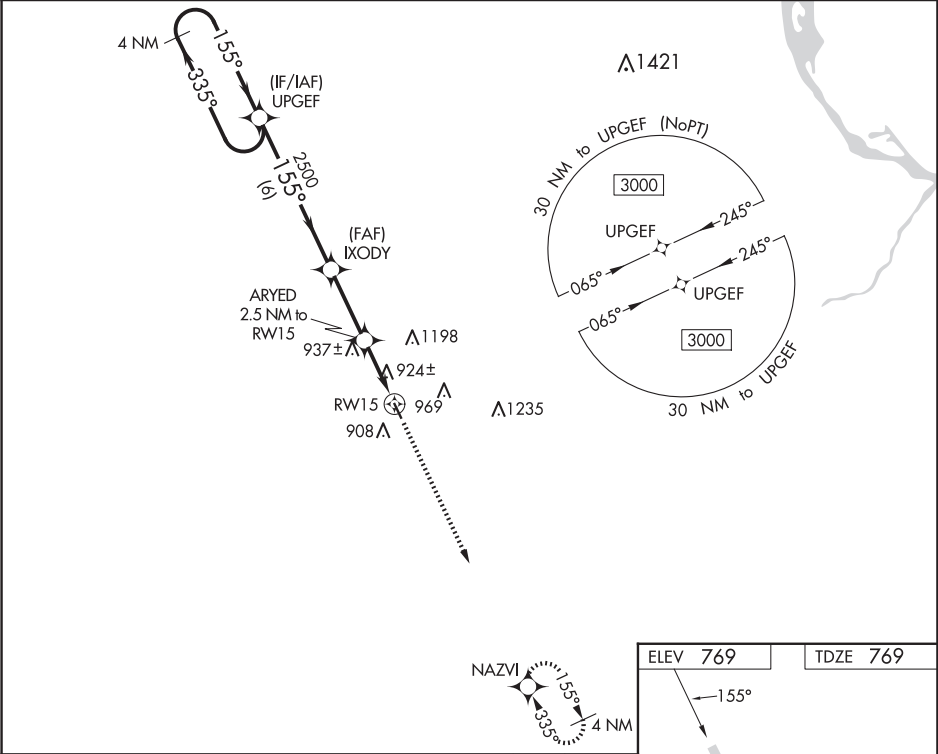 4 NM
155°
335°
(IF/IAF)
UPGEF
2500
155°
(6)
(FAF)
IXODY
ARYED
2.5 NM to
RW15
937±
1198
924±
RW15
969
1235
908
1421
30 NM to UPGEF (NoPT)
3000
UPGEF
245°
065°
245°
UPGEF
065°
3000
30 NM to UPGEF
NAZVI
155°
335°
4 NM
ELEV 769
TDZE 769
155°